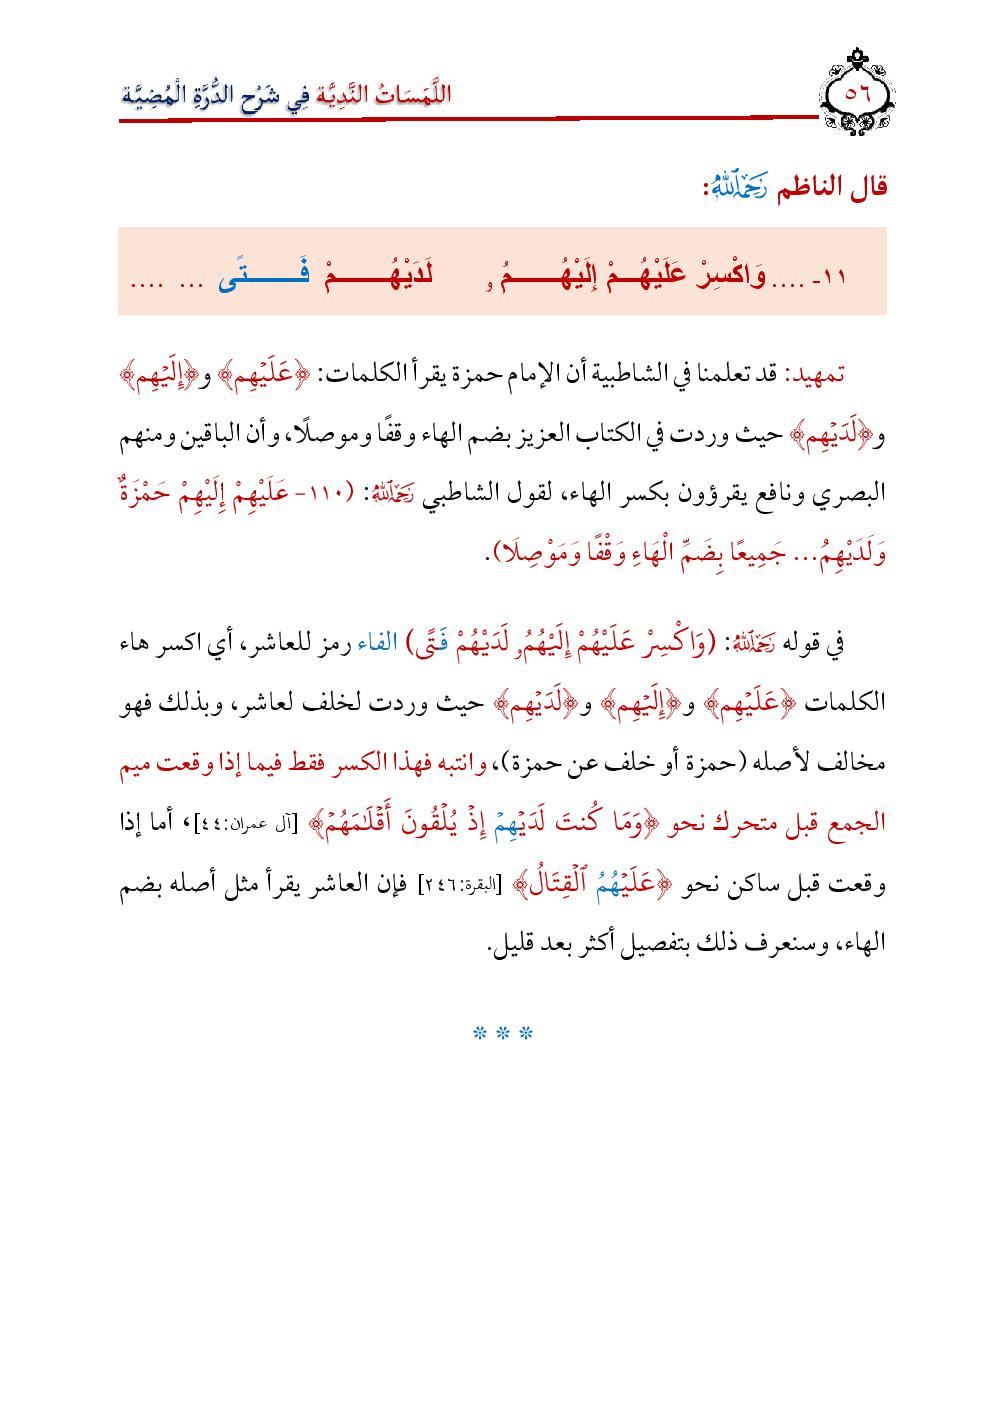 ٥٦
اللَّمَسَاتُ النَّدِيَّة فِي شَرْح الدُّرَّةِ الْمُضِيَّة
قال الناظم رَحِمَهُ اللَّهُ:
١١- .... وَاكْسِرْ عَلَيْهُمْ إِلَيْهُمُ و لَدَيْهُمْ فَتًى ... ....
تمهيد: قد تعلمنا في الشاطبية أن الإمام حمزة يقرأ الكلمات: ﴿عَلَيْهِم﴾ و﴿إِلَيْهِم﴾
و﴿لَدَيْهِم﴾ حيث وردت في الكتاب العزيز بضم الهاء وقفًا وموصلًا، وأن الباقين ومنهم
البصري ونافع يقرؤون بكسر الهاء، لقول الشاطبي رَحِمَهُ اللَّهُ: (١١٠- عَلَيْهِمْ إِلَيْهِمْ حَمْزَةٌ
وَلَدَيْهِمُ... جَمِيعًا بِضَمِّ الْهَاءِ وَقْفًا وَمَوْصِلَا).
في قوله رَحِمَهُ اللَّهُ: (وَاكْسِرْ عَلَيْهُمْ إِلَيْهُمُو لَدَيْهُمْ فَتًى) الفاء رمز للعاشر، أي اكسر هاء
الكلمات ﴿عَلَيْهِم﴾ و﴿إِلَيْهِم﴾ و﴿لَدَيْهِم﴾ حيث وردت لخلف لعاشر، وبذلك فهو
مخالف لأصله (حمزة أو خلف عن حمزة)، وانتبه فهذا الكسر فقط فيما إذا وقعت ميم
الجمع قبل متحرك نحو ﴿وَمَا كُنتَ لَدَيْهِمْ إِذْ يُلْقُونَ أَقْلَٰمَهُمْ﴾ [آل عمران:٤٤]، أما إذا
وقعت قبل ساكن نحو ﴿عَلَيْهُمُ ٱلْقِتَالُ﴾ [البقرة:٢٤٦] فإن العاشر يقرأ مثل أصله بضم
الهاء، وسنعرف ذلك بتفصيل أكثر بعد قليل.
* * *